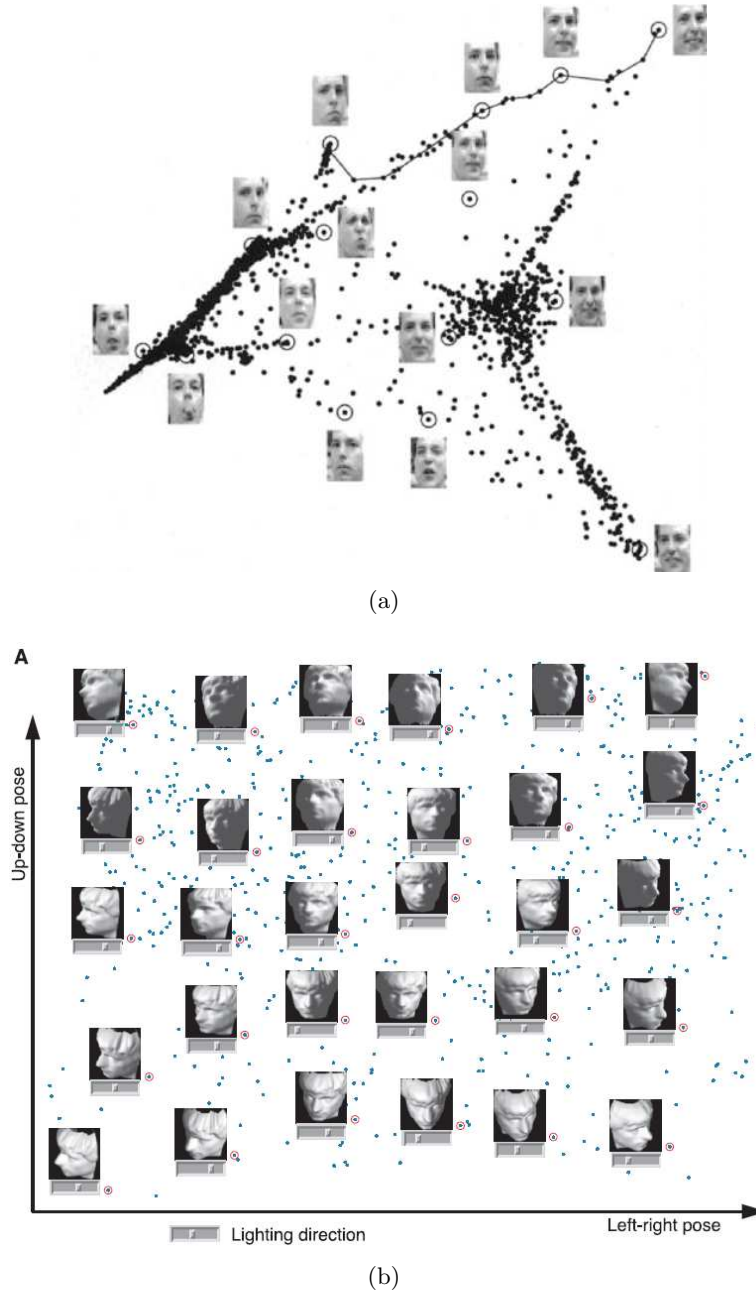 (a)
A
Up-down pose
Lighting direction
Left-right pose
(b)